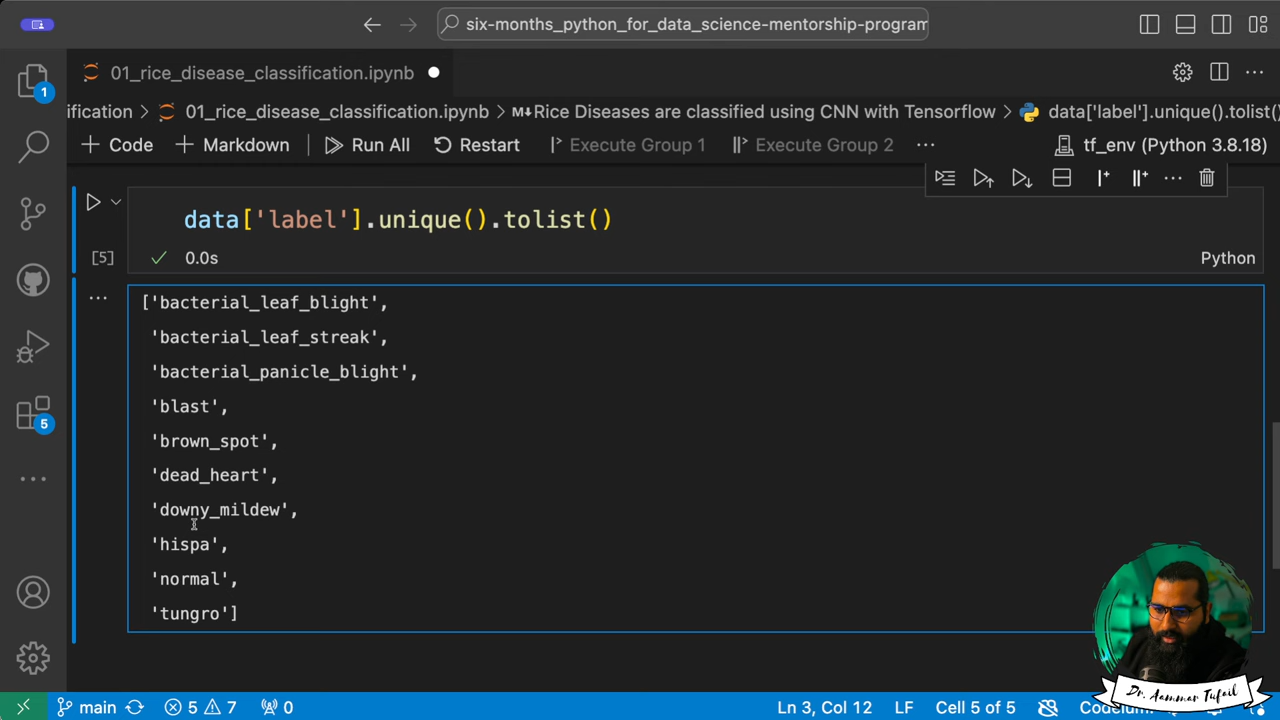 six-months_python_for_data_science-mentorship-program
1
01_rice_disease_classification.ipynb
ification > 01_rice_disease_classification.ipynb > M↓Rice Diseases are classified using CNN with Tensorflow > data['label'].unique().tolist()
+ Code + Markdown Run All Restart Execute Group 1 Execute Group 2 ... tf_env (Python 3.8.18)
data['label'].unique().tolist()
[5] 0.0s Python
['bacterial_leaf_blight',
'bacterial_leaf_streak',
'bacterial_panicle_blight',
'blast',
5
'brown_spot',
'dead_heart',
'downy_mildew',
'hispa',
'normal',
'tungro']
Dr. Aammar Tufail
main 5 7 0 Ln 3, Col 12 LF Cell 5 of 5